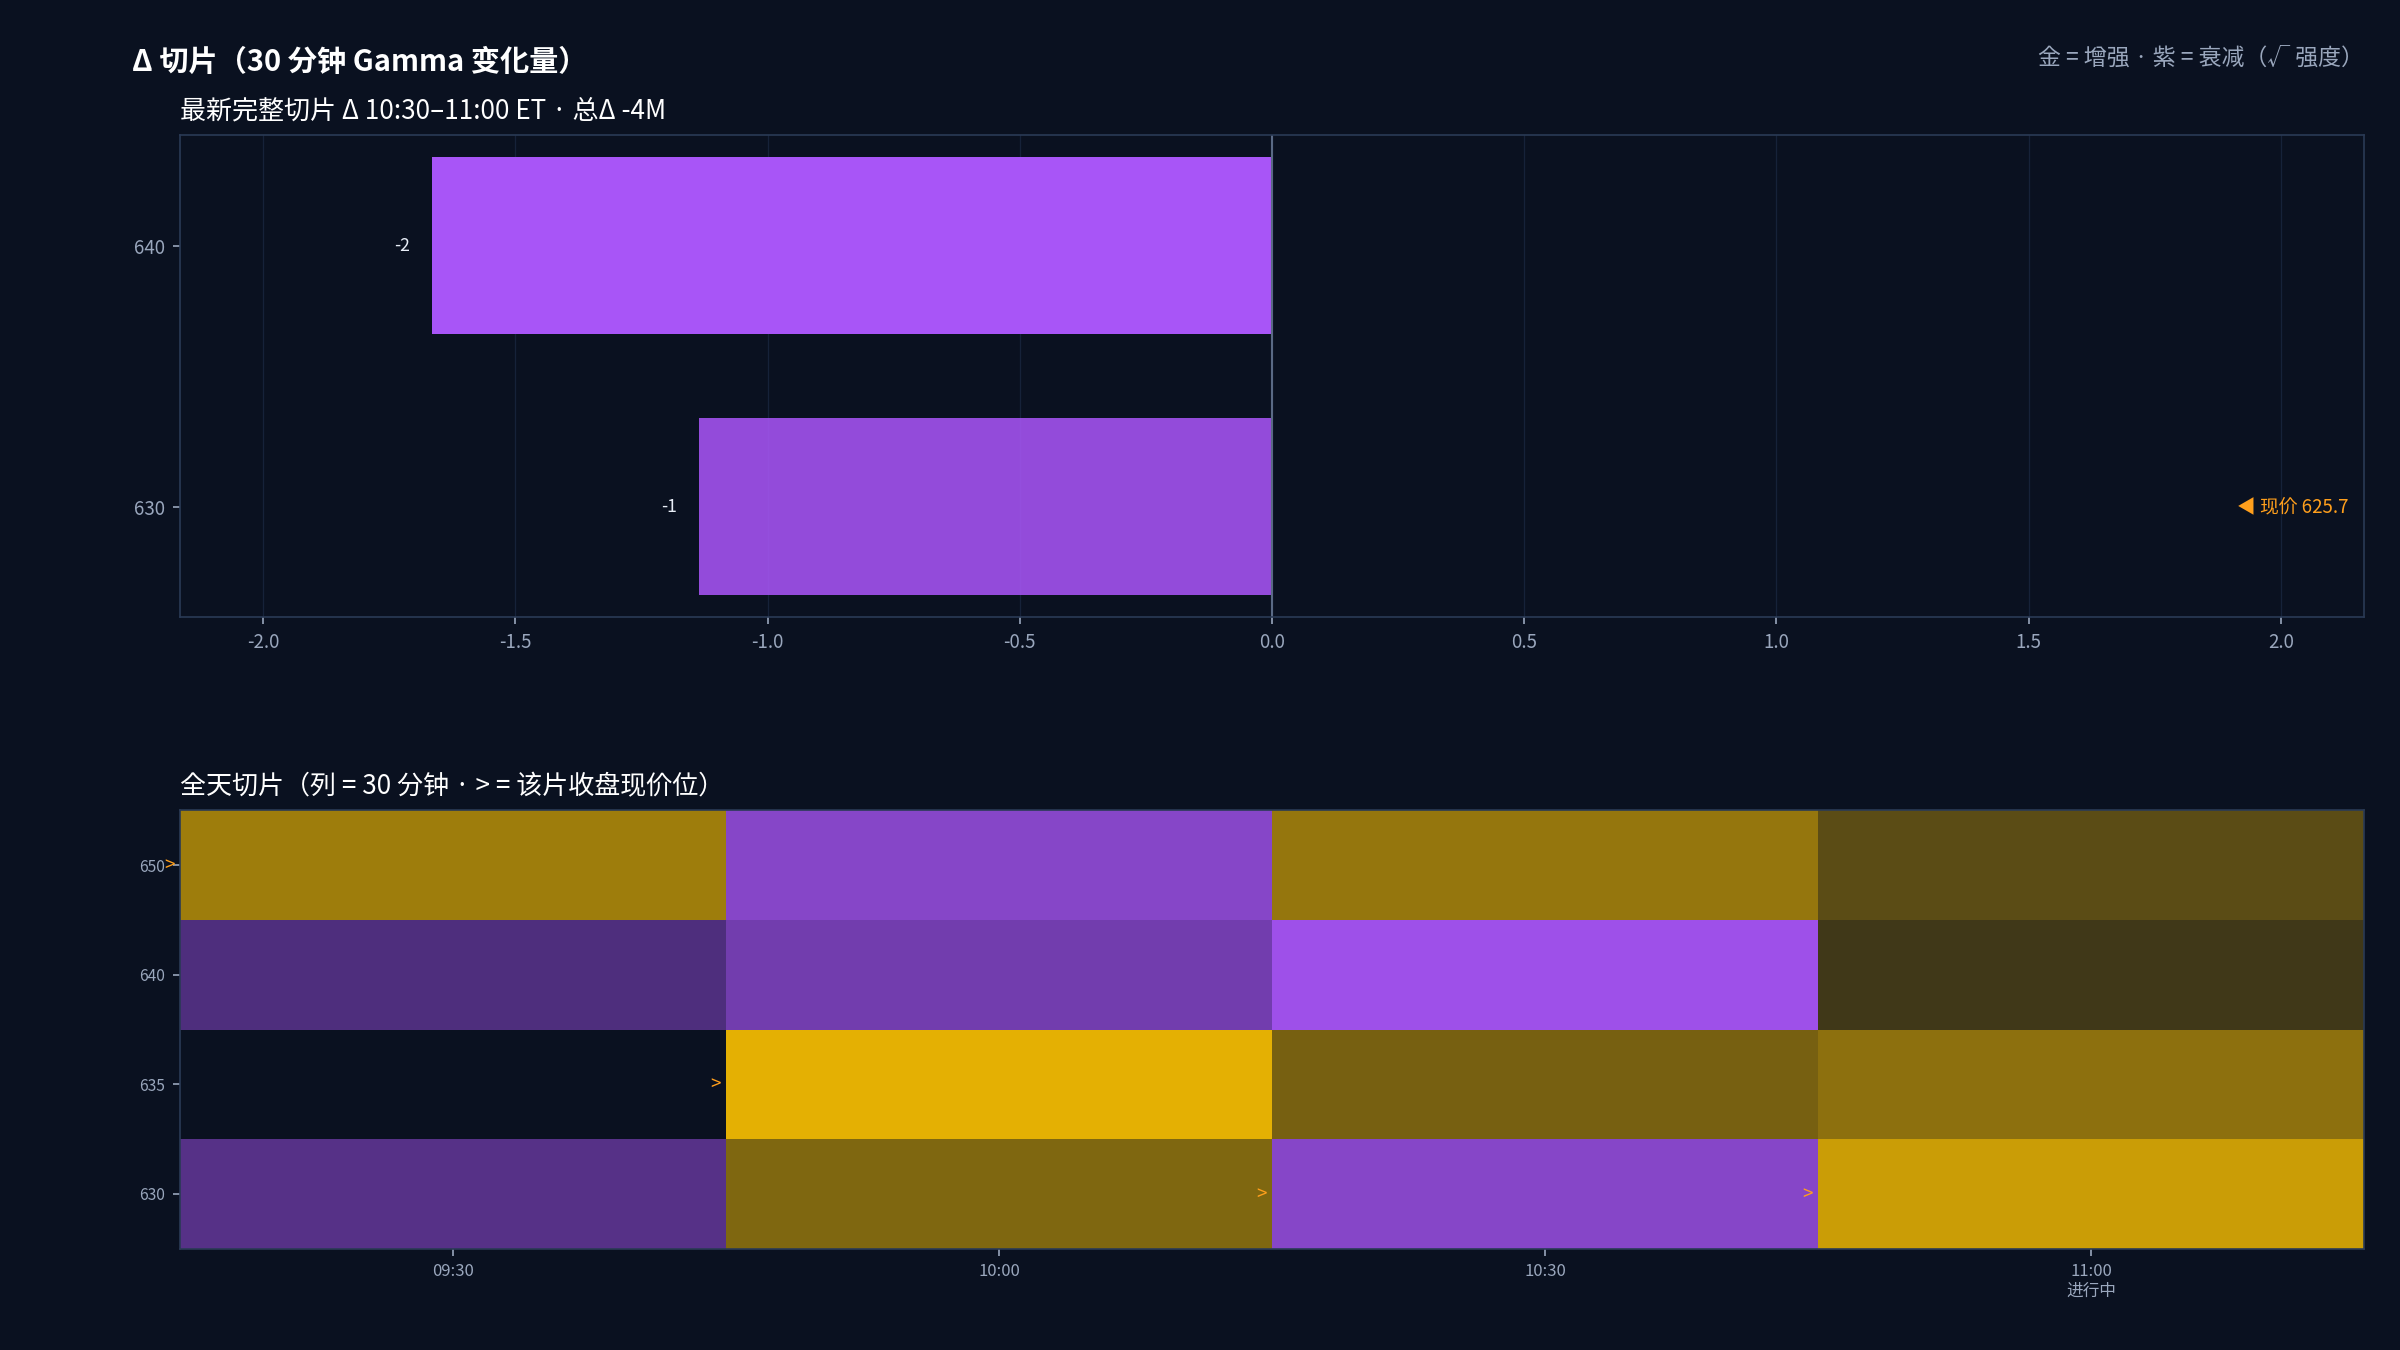 Δ 切片（30 分钟 Gamma 变化量）
金 = 增强 · 紫 = 衰减（√ 强度）
最新完整切片 Δ 10:30–11:00 ET · 总Δ -4M
640
-2
630
-1
◀ 现价 625.7
-2.0 -1.5 -1.0 -0.5 0.0 0.5 1.0 1.5 2.0
全天切片（列 = 30 分钟 · > = 该片收盘现价位）
650 >
640
635 >
630 > >
09:30 10:00 10:30 11:00
进行中